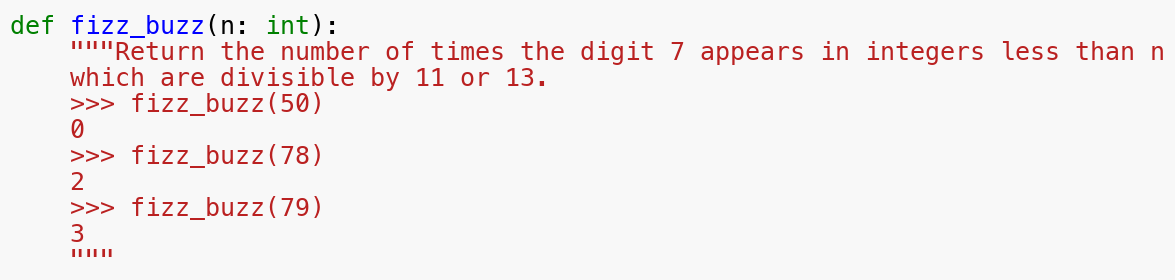 def fizz_buzz(n: int):
    """Return the number of times the digit 7 appears in integers less than n
    which are divisible by 11 or 13.
    >>> fizz_buzz(50)
    0
    >>> fizz_buzz(78)
    2
    >>> fizz_buzz(79)
    3
    """